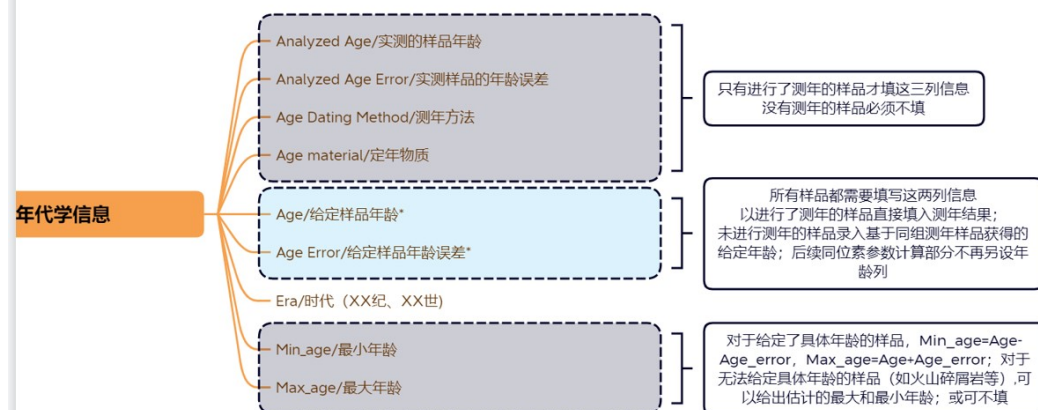 年代学信息
Analyzed Age/实测的样品年龄
Analyzed Age Error/实测样品的年龄误差
Age Dating Method/测年方法
Age material/定年物质
只有进行了测年的样品才填这三列信息
没有测年的样品必须不填
Age/给定样品年龄*
Age Error/给定样品年龄误差*
所有样品都需要填写这两列信息
以进行了测年的样品直接填入测年结果；
未进行测年的样品录入基于同组测年样品获得的
给定年龄；后续同位素参数计算部分不再另设年
龄列
Era/时代（XX纪、XX世)
Min_age/最小年龄
Max_age/最大年龄
对于给定了具体年龄的样品，Min_age=Age-
Age_error，Max_age=Age+Age_error；对于
无法给定具体年龄的样品（如火山碎屑岩等）,可
以给出估计的最大和最小年龄；或可不填